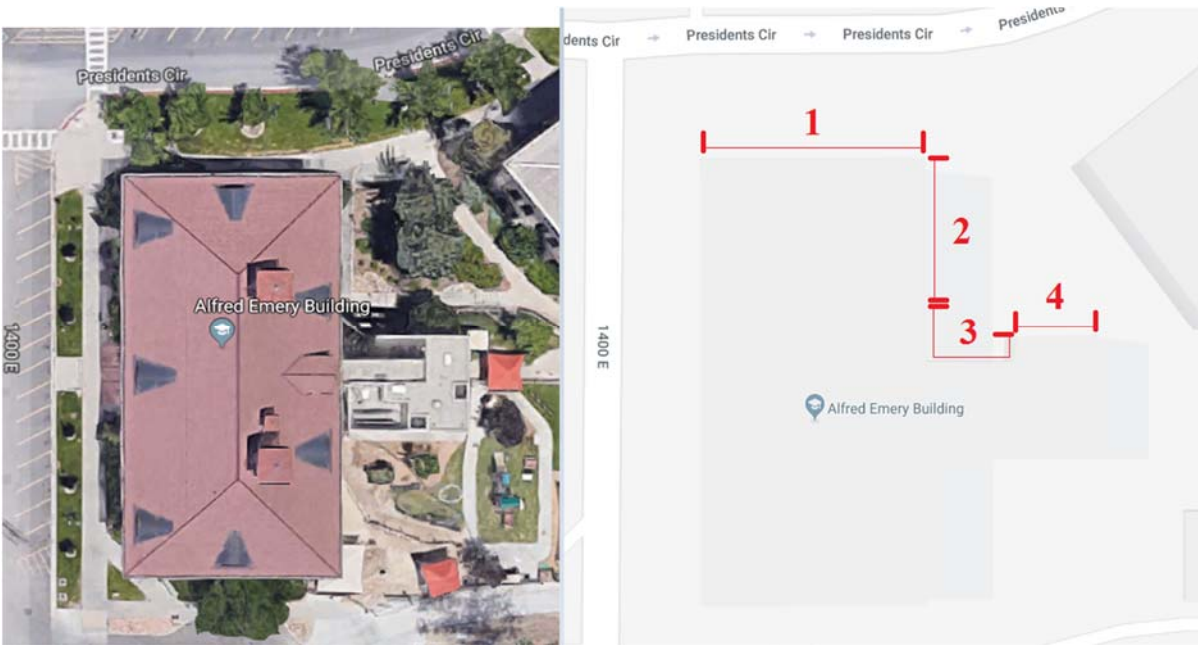 Presidents Cir
Presidents Cir
Alfred Emery Building
1400 E
dents Cir
Presidents Cir
Presidents Cir
Presidents
1
2
3
4
1400 E
Alfred Emery Building